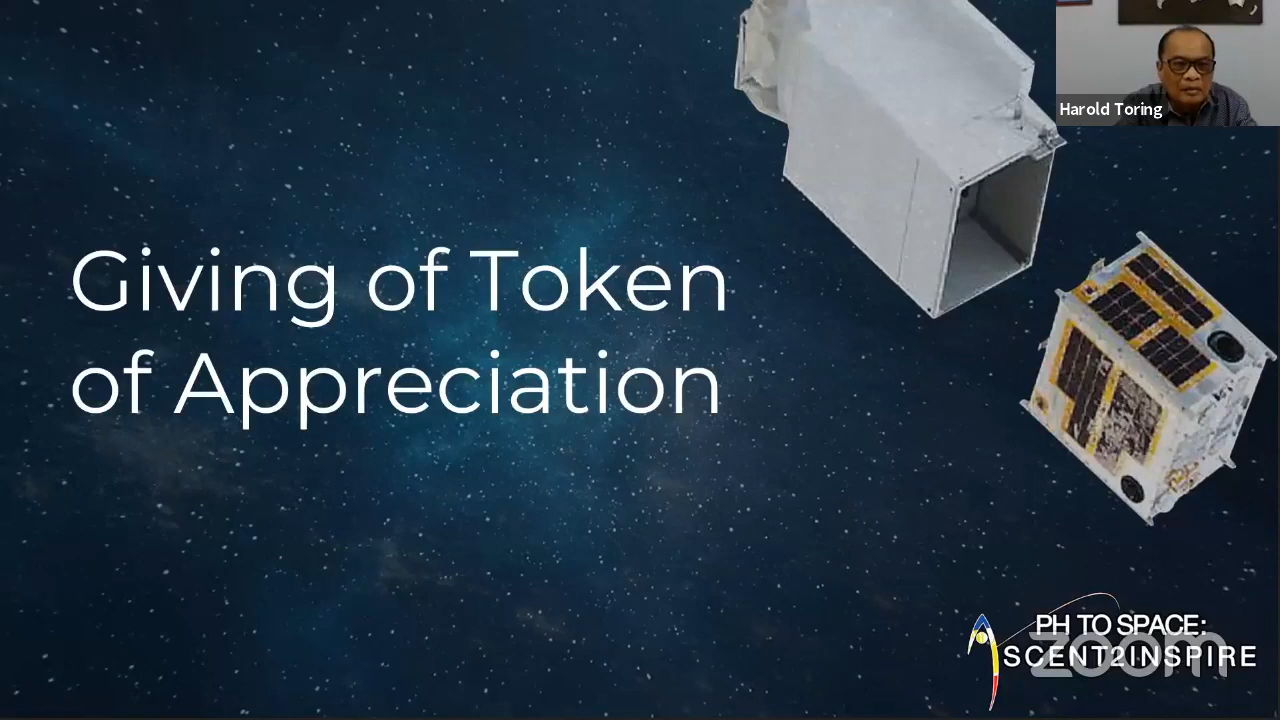 Harold Toring
Giving of Token
of Appreciation
PH TO SPACE:
SCENT2INSPIRE
zoom